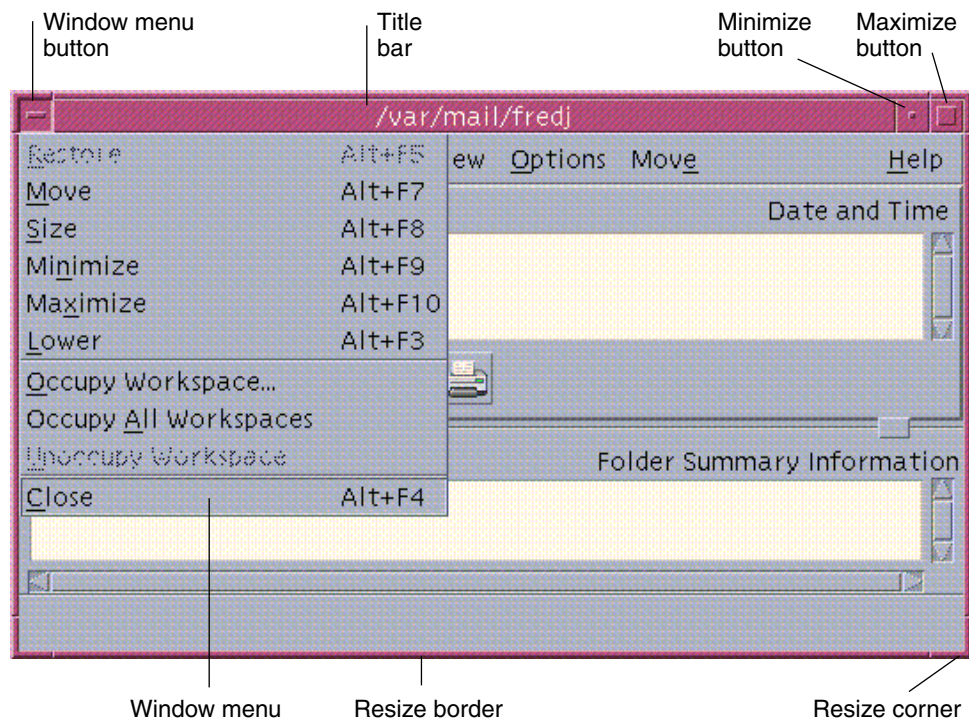 Window menu
button
Title
bar
Minimize
button
Maximize
button
/var/mail/fredj
Restore Alt+F5
ew Options Move Help
Move Alt+F7
Date and Time
Size Alt+F8
Minimize Alt+F9
Maximize Alt+F10
Lower Alt+F3
Occupy Workspace...
Occupy All Workspaces
Unoccupy Workspace
Folder Summary Information
Close Alt+F4
Window menu
Resize border
Resize corner